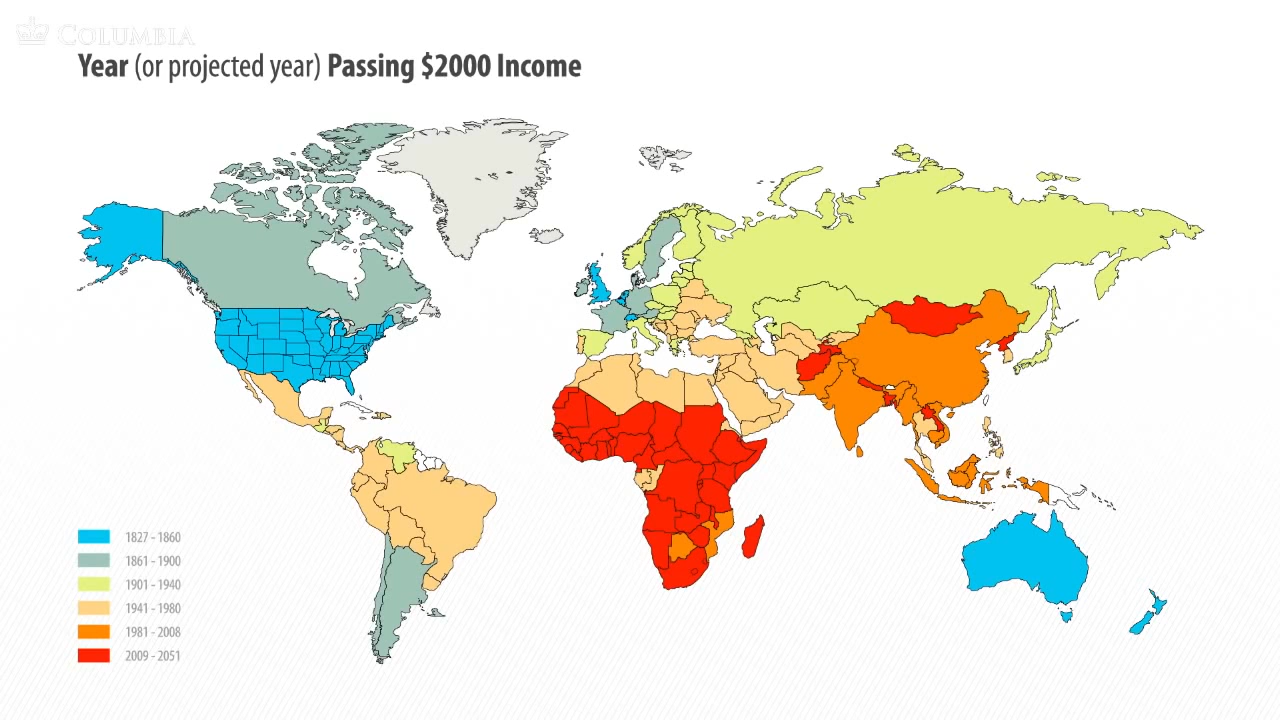 COLUMBIA
Year (or projected year) Passing $2000 Income
1827 - 1860
1861 - 1900
1901 - 1940
1941 - 1980
1981 - 2008
2009 - 2051